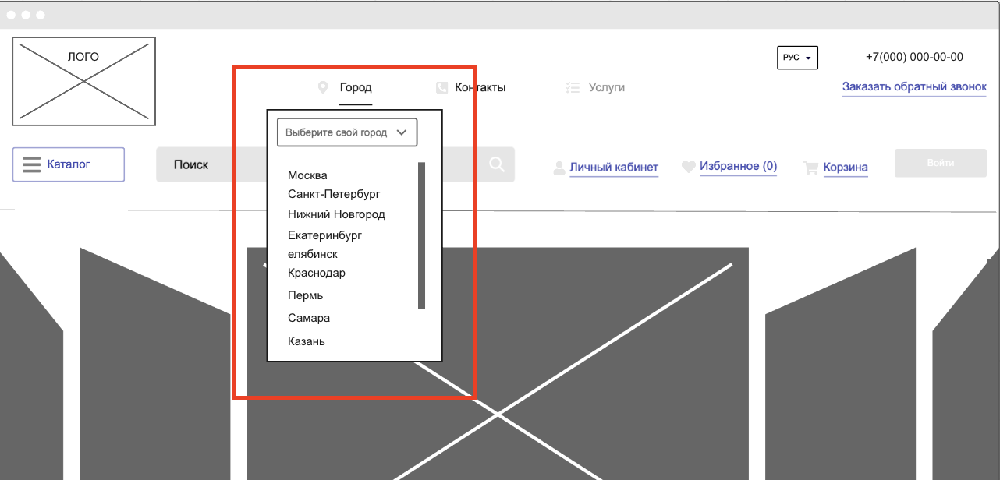 ЛОГО
РУС
+7(000) 000-00-00
Город
Контакты
Услуги
Заказать обратный звонок
Выберите свой город
Каталог
Поиск
Личный кабинет
Избранное (0)
Корзина
Войти
Москва
Санкт-Петербург
Нижний Новгород
Екатеринбург
елябинск
Краснодар
Пермь
Самара
Казань